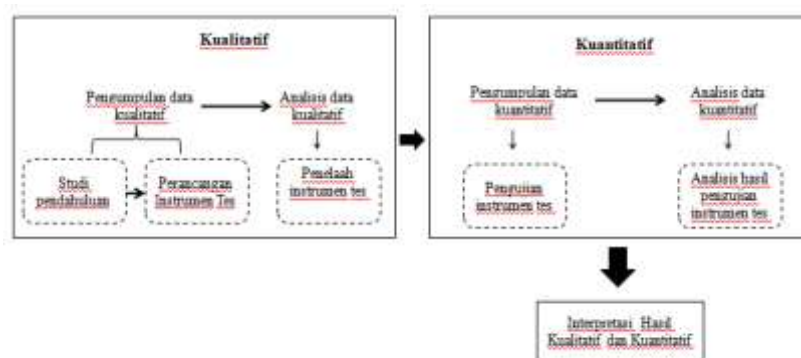 Kualitatif
Pengumpulan data
kualitatif
Analisis data
kualitatif
Studi
pendahuluan
Perancangan
Instrumen Tes
Penelaah
instrumen tes
Kuantitatif
Pengumpulan data
kuantitatif
Analisis data
kuantitatif
Pengujian
instrumen tes
Analisis hasil
pengujian
instrumen tes
Interpretasi Hasil
Kualitatif dan Kuantitatif